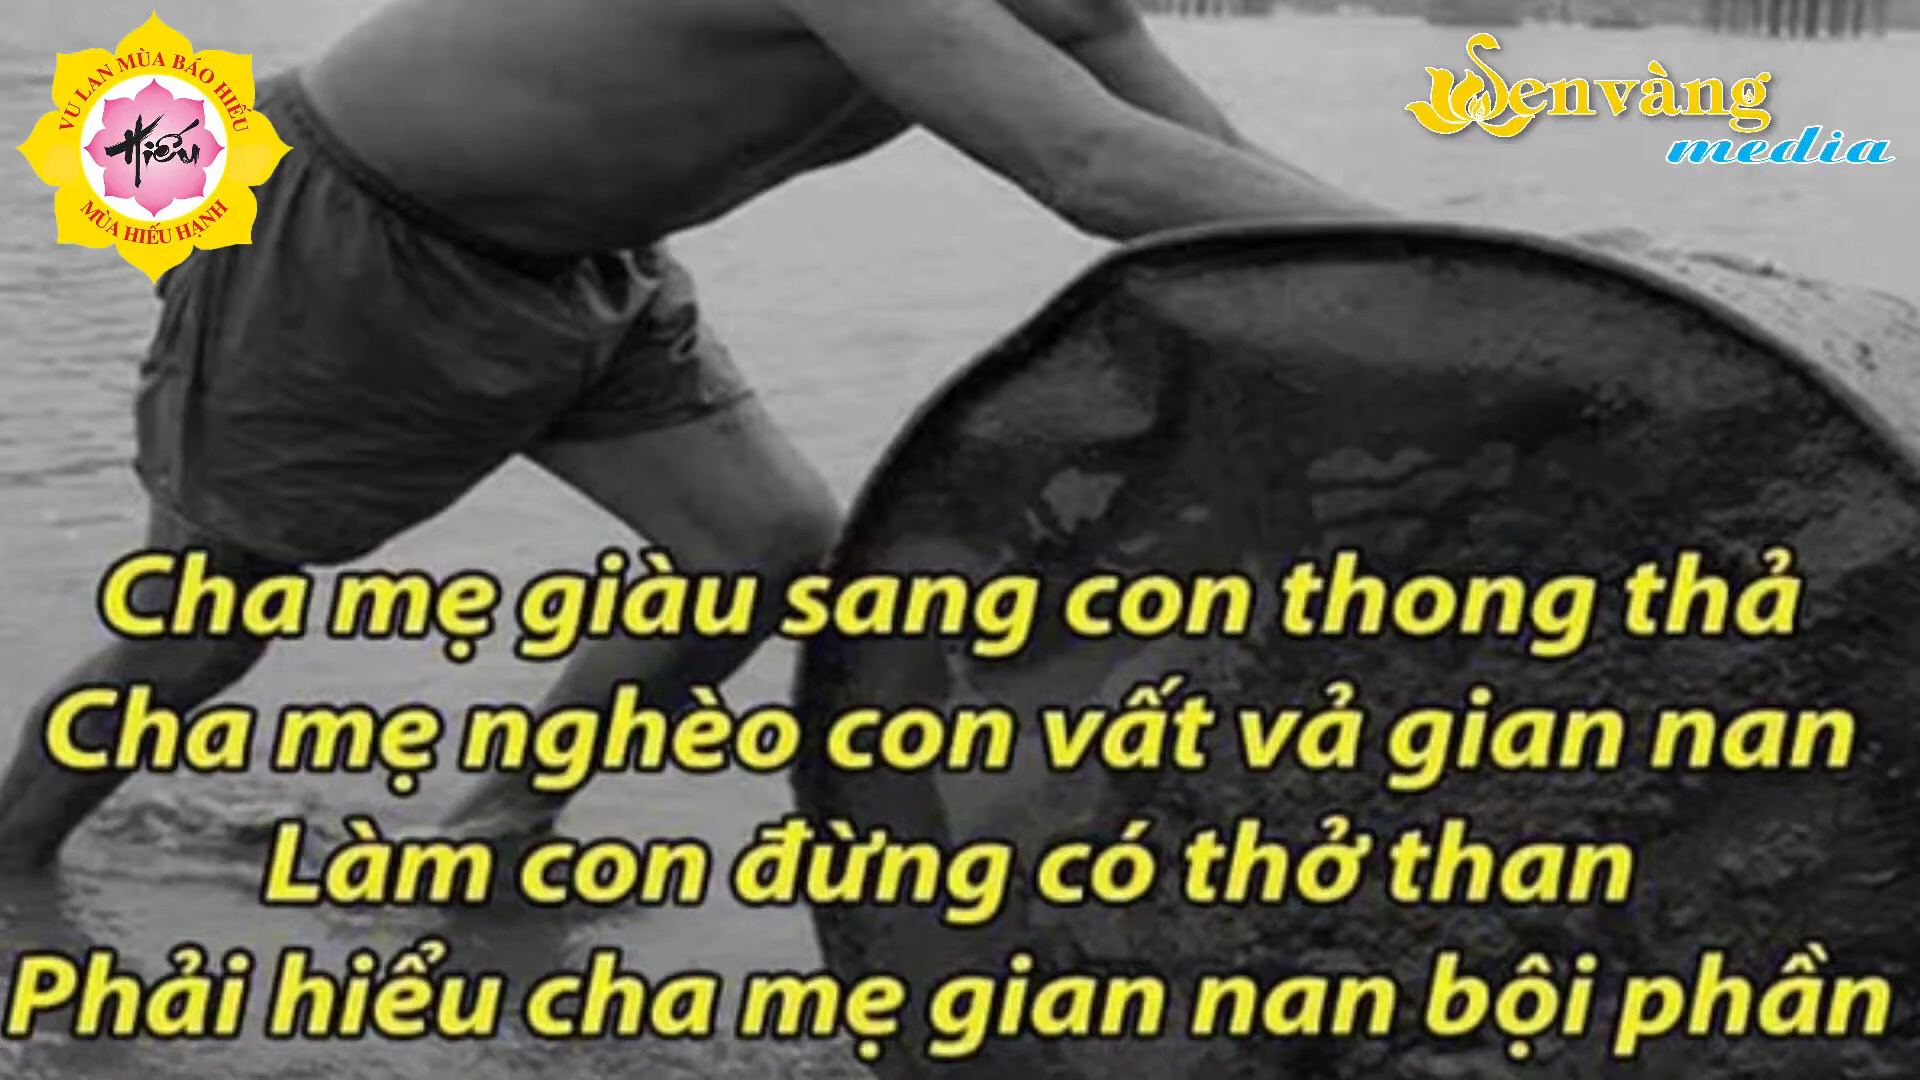 VU LAN MÙA BÁO HIẾU
Hiếu
MÙA HIẾU HẠNH
Senvàng
media
Cha mẹ giàu sang con thong thả
Cha mẹ nghèo con vất vả gian nan
Làm con đừng có thở than
Phải hiểu cha mẹ gian nan bội phần